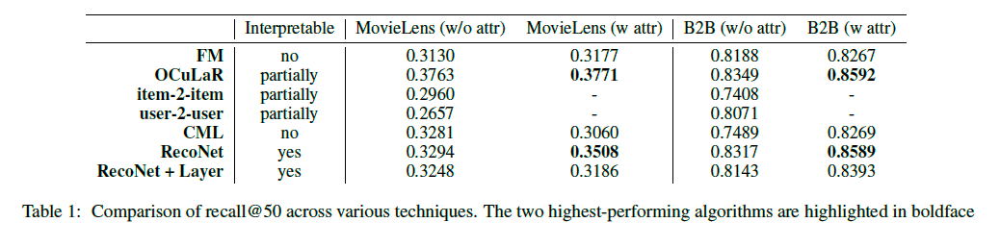 Interpretable MovieLens (w/o attr) MovieLens (w attr) B2B (w/o attr) B2B (w attr)
FM no 0.3130 0.3177 0.8188 0.8267
OCuLaR partially 0.3763 0.3771 0.8349 0.8592
item-2-item partially 0.2960 - 0.7408 -
user-2-user partially 0.2657 - 0.8071 -
CML no 0.3281 0.3060 0.7489 0.8269
RecoNet yes 0.3294 0.3508 0.8317 0.8589
RecoNet + Layer yes 0.3248 0.3186 0.8143 0.8393
Table 1: Comparison of recall@50 across various techniques. The two highest-performing algorithms are highlighted in boldface